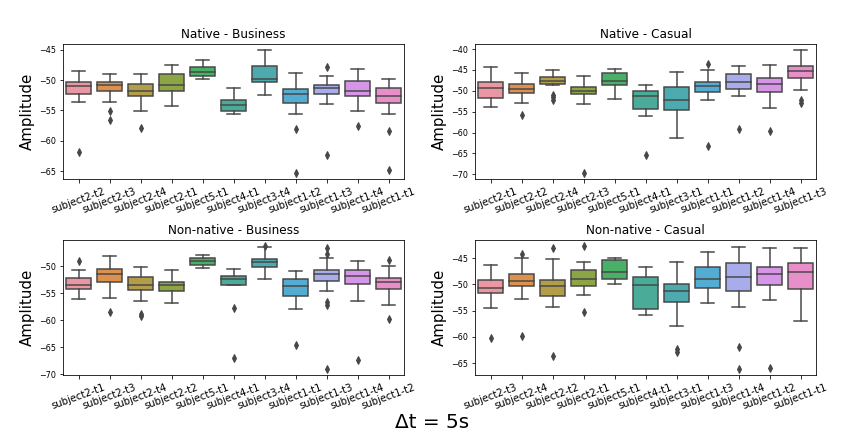 Native - Business
Amplitude
−45
−50
−55
−60
−65
subject2-t2 subject2-t3 subject2-t4 subject2-t1 subject5-t1 subject4-t1 subject3-t4 subject1-t2 subject1-t3 subject1-t4 subject1-t1
Native - Casual
Amplitude
−40
−45
−50
−55
−60
−65
−70
subject2-t1 subject2-t2 subject2-t4 subject2-t3 subject5-t1 subject4-t1 subject3-t1 subject1-t2 subject1-t4 subject1-t1 subject1-t3
Non-native - Business
Amplitude
−50
−55
−60
−65
−70
subject2-t1 subject2-t3 subject2-t4 subject2-t2 subject5-t1 subject4-t1 subject3-t4 subject1-t1 subject1-t3 subject1-t4 subject1-t2
Non-native - Casual
Amplitude
−45
−50
−55
−60
−65
subject2-t3 subject2-t4 subject2-t2 subject2-t1 subject5-t1 subject4-t1 subject3-t1 subject1-t3 subject1-t4 subject1-t2 subject1-t1
Δt = 5s